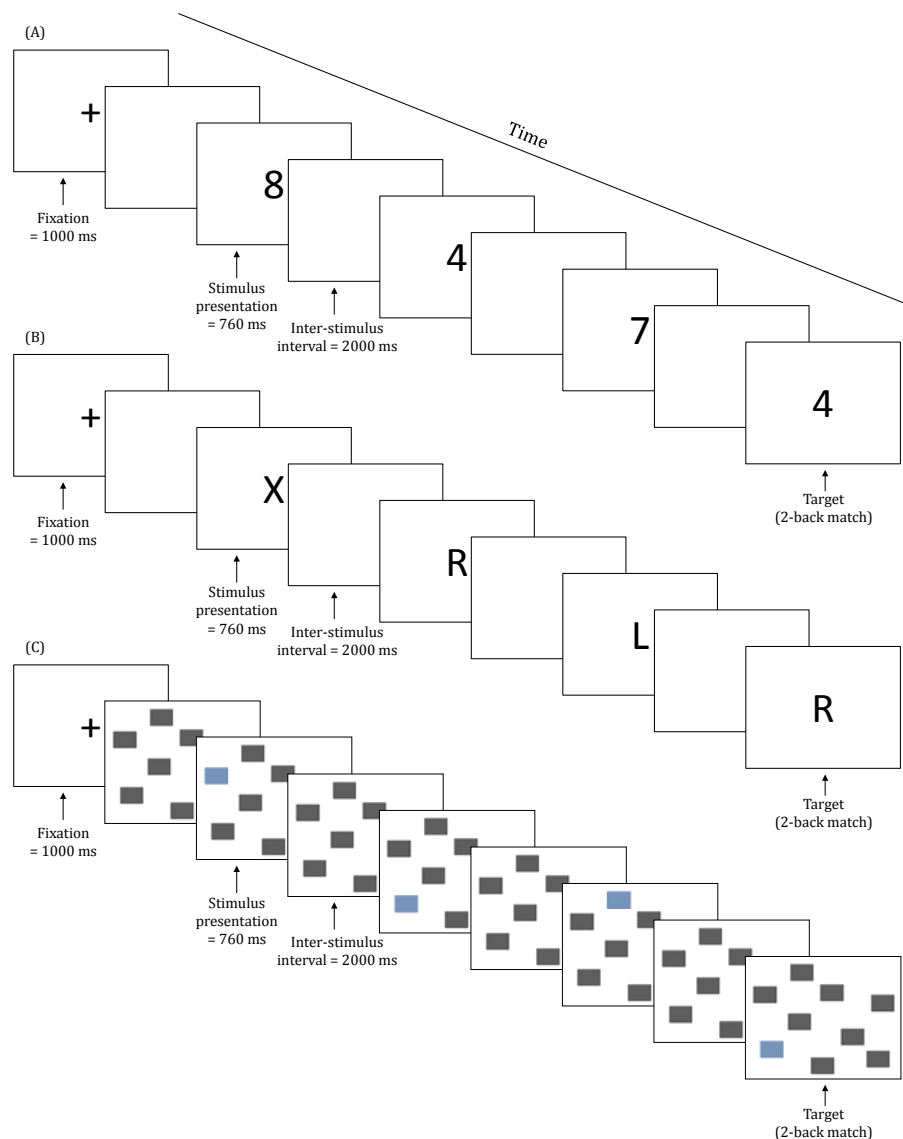 (A)
Time
+
8
4
7
4
Fixation
= 1000 ms
Stimulus
presentation
= 760 ms
Inter-stimulus
interval = 2000 ms
Target
(2-back match)
(B)
+
X
R
L
R
Fixation
= 1000 ms
Stimulus
presentation
= 760 ms
Inter-stimulus
interval = 2000 ms
Target
(2-back match)
(C)
+
Fixation
= 1000 ms
Stimulus
presentation
= 760 ms
Inter-stimulus
interval = 2000 ms
Target
(2-back match)